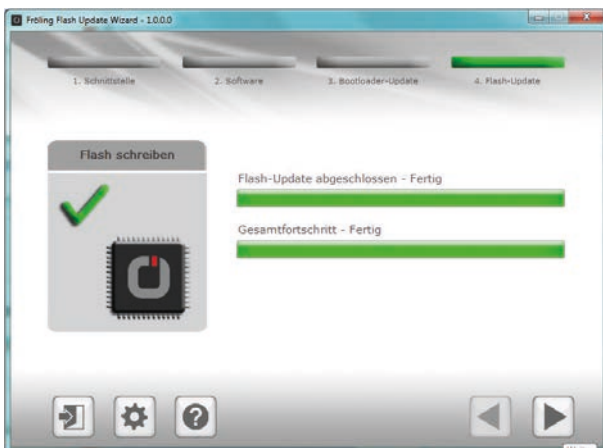 Fröling Flash Update Wizard - 1.0.0.0
1. Schnittstelle
2. Software
3. Bootloader-Update
4. Flash-Update
Flash schreiben
Flash-Update abgeschlossen - Fertig
Gesamtfortschritt - Fertig